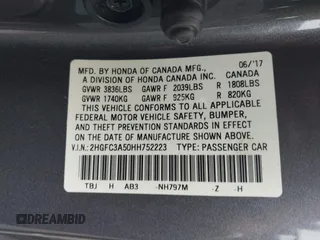 MFD. BY HONDA OF CANADA MFG., 06/'17
A DIVISION OF HONDA CANADA INC. CANADA
GVWR 3836LBS GAWR F 2039LBS R 1808LBS
GVWR 1740KG GAWR F 925KG R 820KG
THIS VEHICLE CONFORMS TO ALL APPLICABLE
FEDERAL MOTOR VEHICLE SAFETY, BUMPER,
AND THEFT PREVENTION STANDARDS IN EFFECT
ON THE DATE OF MANUFACTURE SHOWN ABOVE.
V.I.N: 2HGFC3A50HH752223 TYPE: PASSENGER CAR
TBJ H AB3 -NH797M -Z -H
DREAMBID